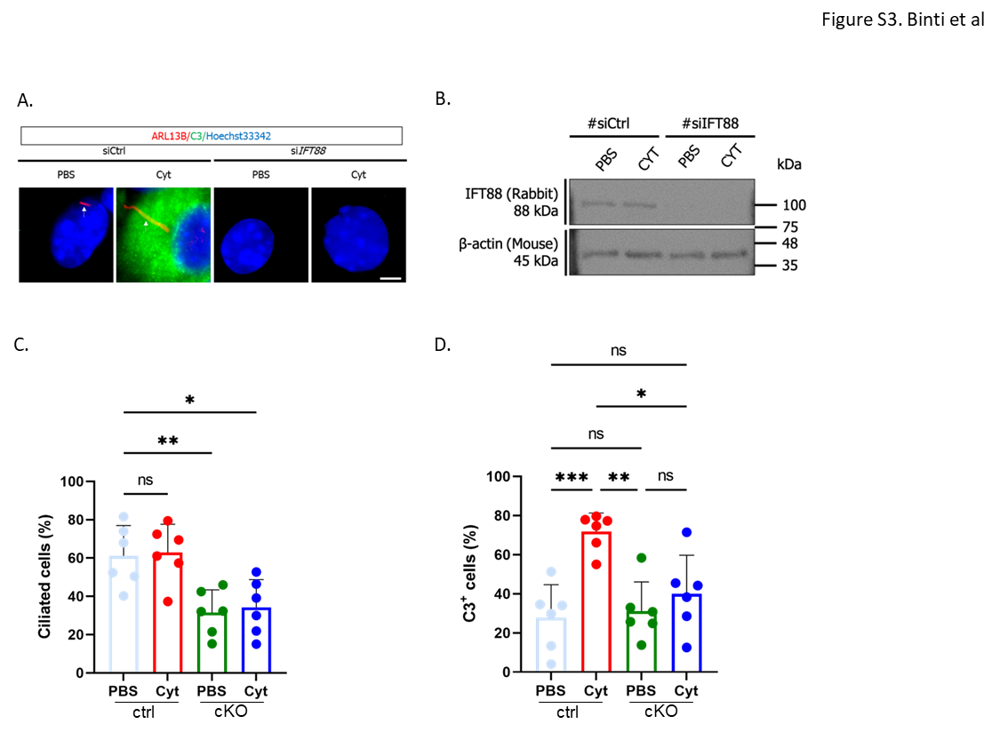 Figure S3. Binti et al
A.
ARL13B/C3/Hoechst33342
siCtrl
siIFT88
PBS
Cyt
PBS
Cyt
B.
#siCtrl
#siIFT88
PBS
CYT
PBS
CYT
kDa
IFT88 (Rabbit)
88 kDa
β-actin (Mouse)
45 kDa
100
75
48
35
C.
*
**
ns
Ciliated cells (%)
100
80
60
40
20
0
PBS
Cyt
PBS
Cyt
ctrl
cKO
D.
ns
*
ns
***
**
ns
C3+ cells (%)
100
80
60
40
20
0
PBS
Cyt
PBS
Cyt
ctrl
cKO